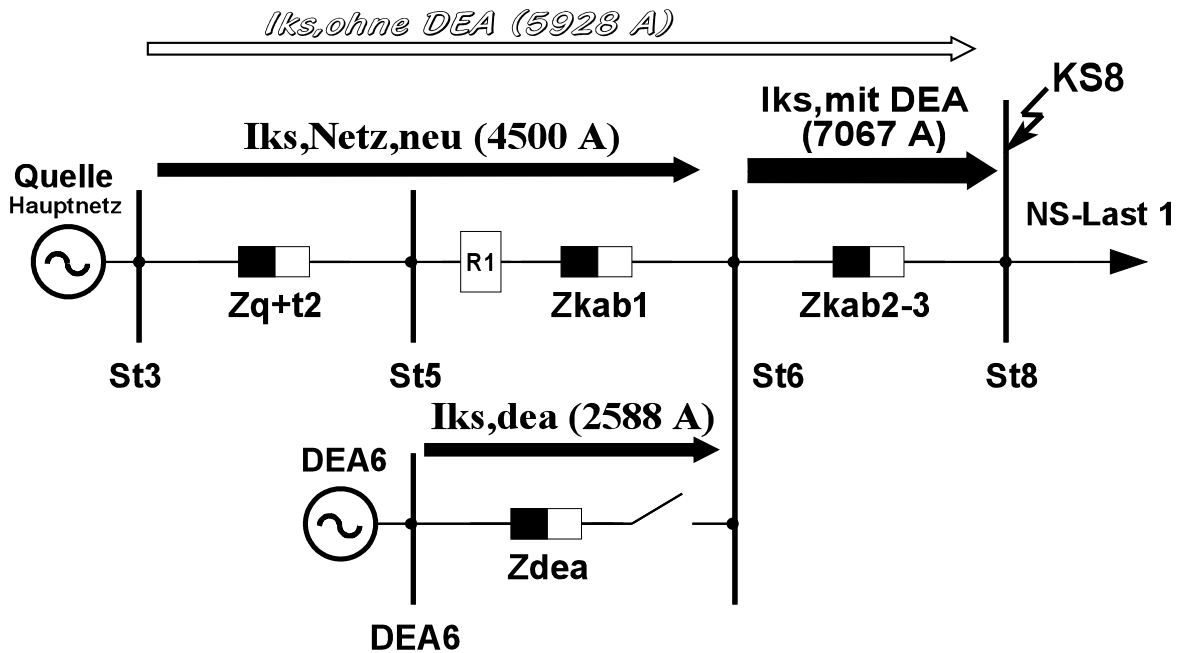 Iks,ohne DEA (5928 A)
KS8
Iks,mit DEA
(7067 A)
Iks,Netz,neu (4500 A)
Quelle
Hauptnetz
NS-Last 1
R1
Zq+t2
Zkab1
Zkab2-3
St3
St5
St6
St8
Iks,dea (2588 A)
DEA6
Zdea
DEA6